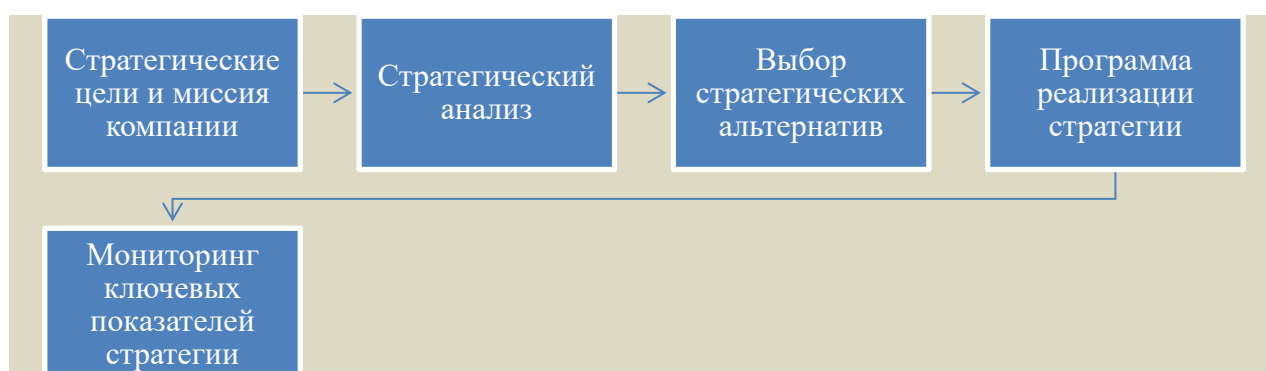 Стратегические
цели и миссия
компании
Стратегический
анализ
Выбор
стратегических
альтернатив
Программа
реализации
стратегии
Мониторинг
ключевых
показателей
стратегии